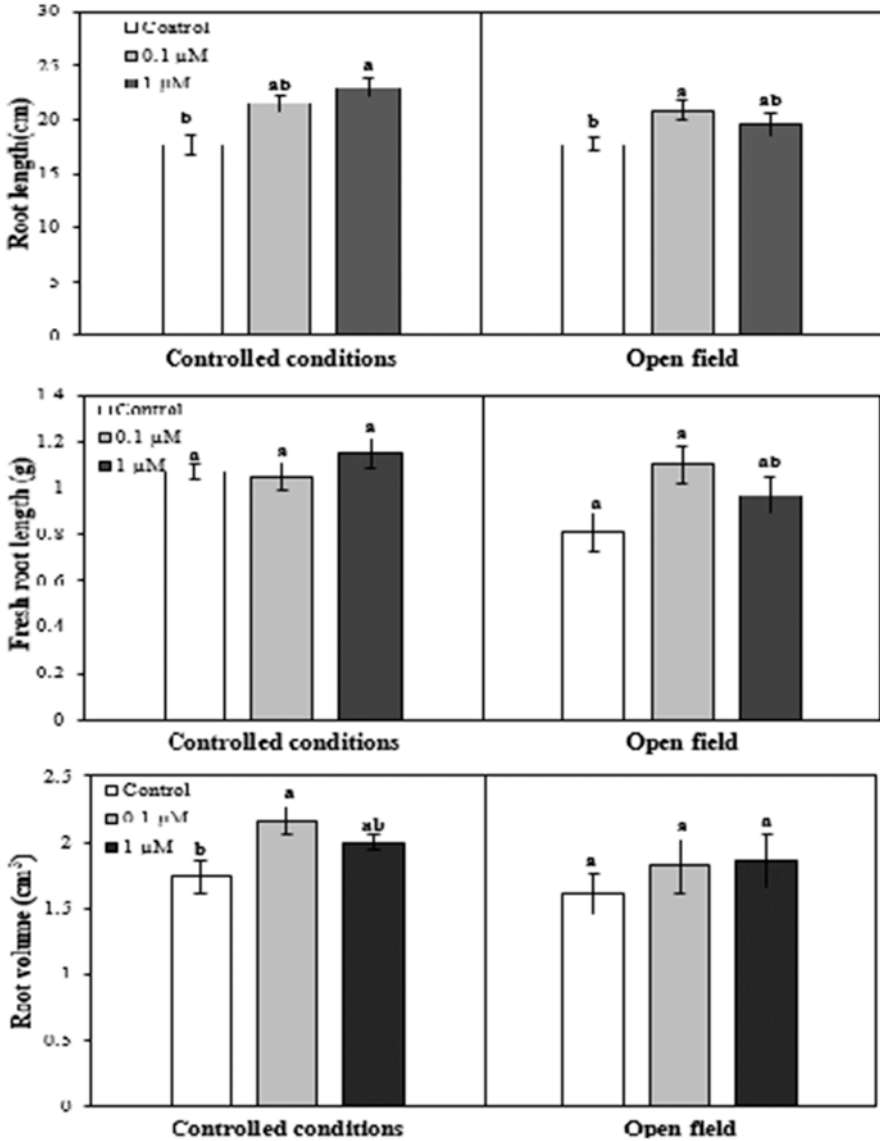 30
25
20
15
10
5
0
Root length(cm)
Control
0.1 µM
1 µM
b
ab
a
b
a
ab
Controlled conditions
Open field
1.4
1.2
1
0.8
0.6
0.4
0.2
0
Fresh root length (g)
Control
0.1 µM
1 µM
a
a
a
a
a
ab
Controlled conditions
Open field
2.5
2
1.5
1
0.5
0
Root volume (cm³)
Control
0.1 µM
1 µM
b
a
ab
a
a
a
Controlled conditions
Open field